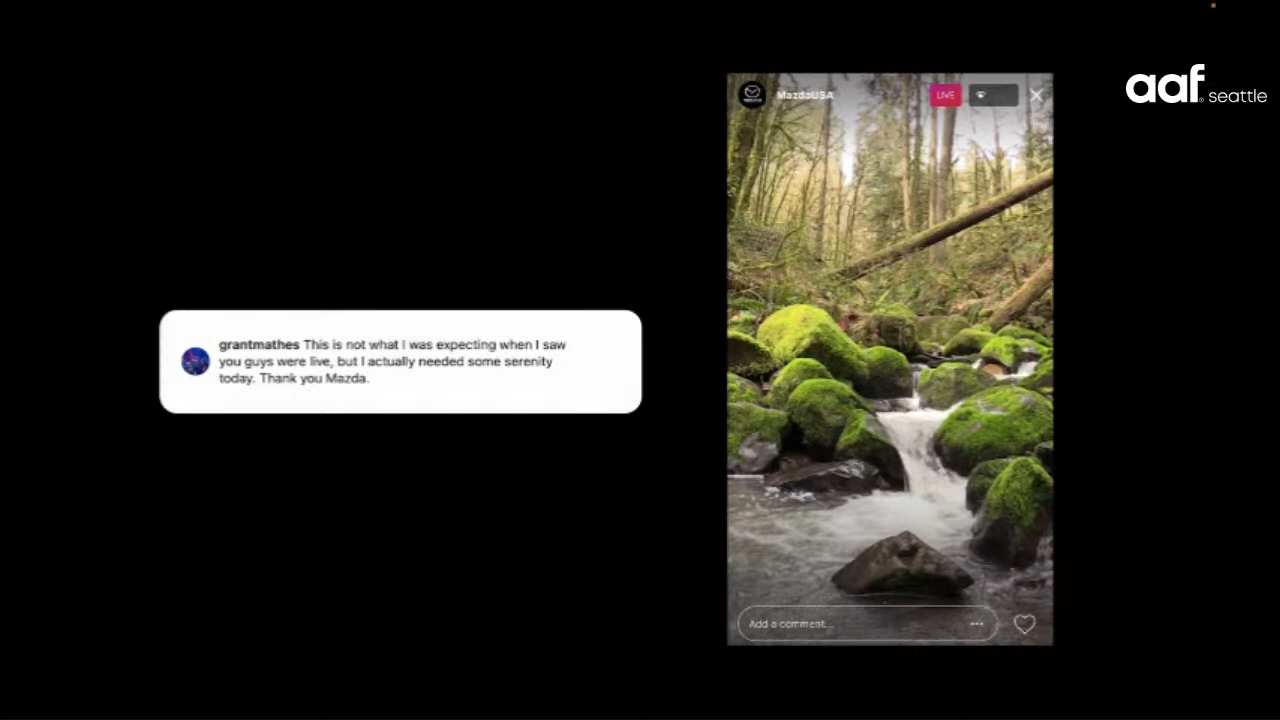 aaf. seattle
MazdaUSA
LIVE
grantmathes This is not what I was expecting when I saw
you guys were live, but I actually needed some serenity
today. Thank you Mazda.
Add a comment...